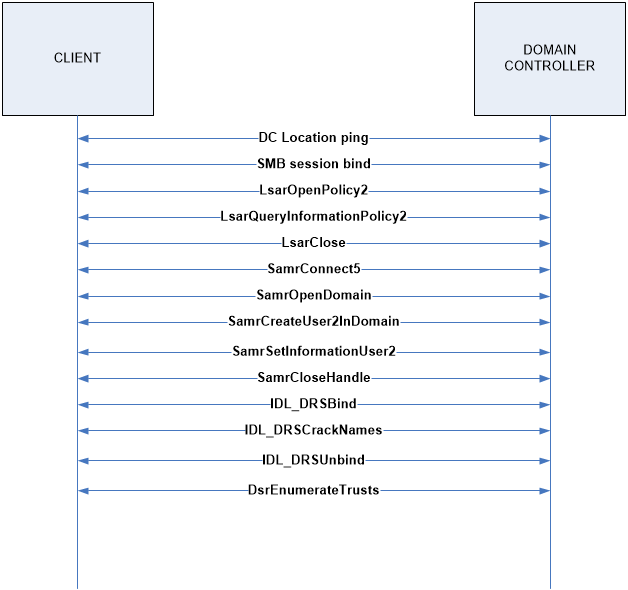 CLIENT
DOMAIN
CONTROLLER
DC Location ping
SMB session bind
LsarOpenPolicy2
LsarQueryInformationPolicy2
LsarClose
SamrConnect5
SamrOpenDomain
SamrCreateUser2InDomain
SamrSetInformationUser2
SamrCloseHandle
IDL_DRSBind
IDL_DRSCrackNames
IDL_DRSUnbind
DsrEnumerateTrusts